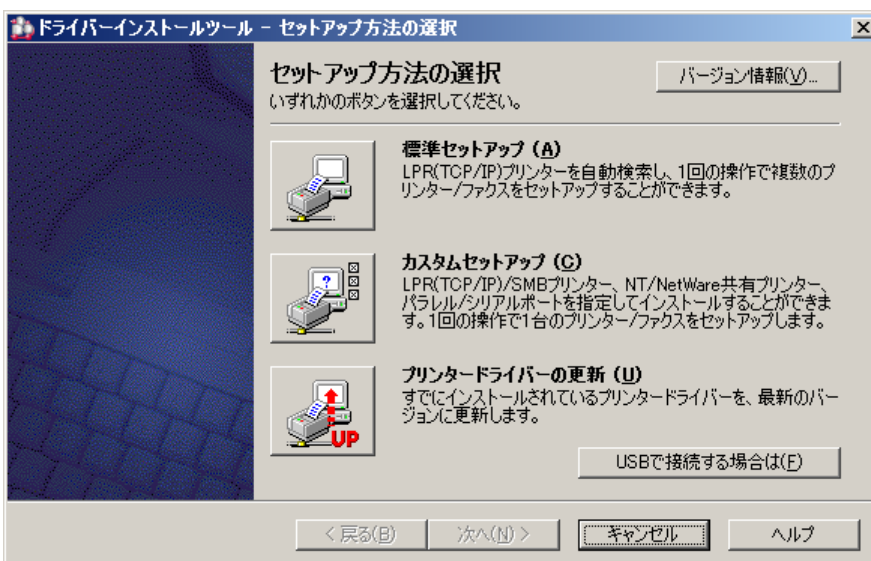 ドライバーインストールツール - セットアップ方法の選択
セットアップ方法の選択
バージョン情報(V)...
いずれかのボタンを選択してください。
標準セットアップ (A)
LPR(TCP/IP)プリンターを自動検索し、1回の操作で複数のプ
リンター/ファクスをセットアップすることができます。
カスタムセットアップ (C)
LPR(TCP/IP)/SMBプリンター、NT/NetWare共有プリンター、
パラレル/シリアルポートを指定してインストールすることができま
す。1回の操作で1台のプリンター/ファクスをセットアップします。
プリンタードライバーの更新 (U)
すでにインストールされているプリンタードライバーを、最新のバー
ジョンに更新します。
UP
USBで接続する場合は(F)
< 戻る(B)
次へ(N) >
キャンセル
ヘルプ